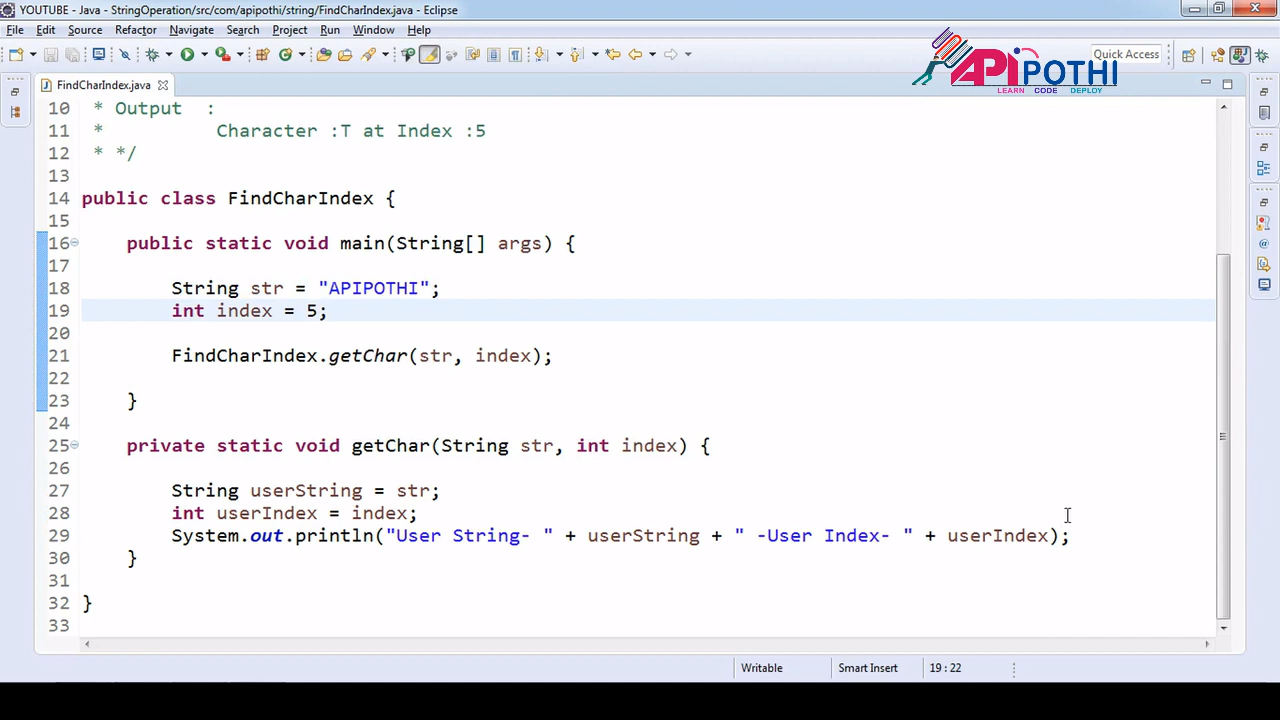 YOUTUBE - Java - StringOperation/src/com/apipothi/string/FindCharIndex.java - Eclipse
File Edit Source Refactor Navigate Search Project Run Window Help
Quick Access
APIPOTHI
LEARN CODE DEPLOY
FindCharIndex.java
10 * Output :
11 * Character :T at Index :5
12 * */
13
14 public class FindCharIndex {
15
16 public static void main(String[] args) {
17
18 String str = "APIPOTHI";
19 int index = 5;
20
21 FindCharIndex.getChar(str, index);
22
23 }
24
25 private static void getChar(String str, int index) {
26
27 String userString = str;
28 int userIndex = index;
29 System.out.println("User String- " + userString + " -User Index- " + userIndex);
30 }
31
32 }
33
Writable Smart Insert 19 : 22